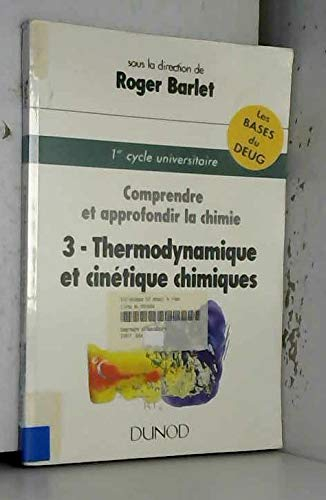 sous la direction de
Roger Barlet
Les
BASES du
DEUG
1er cycle universitaire
Comprendre
et approfondir la chimie
3 - Thermodynamique
et cinétique chimiques
DUNOD